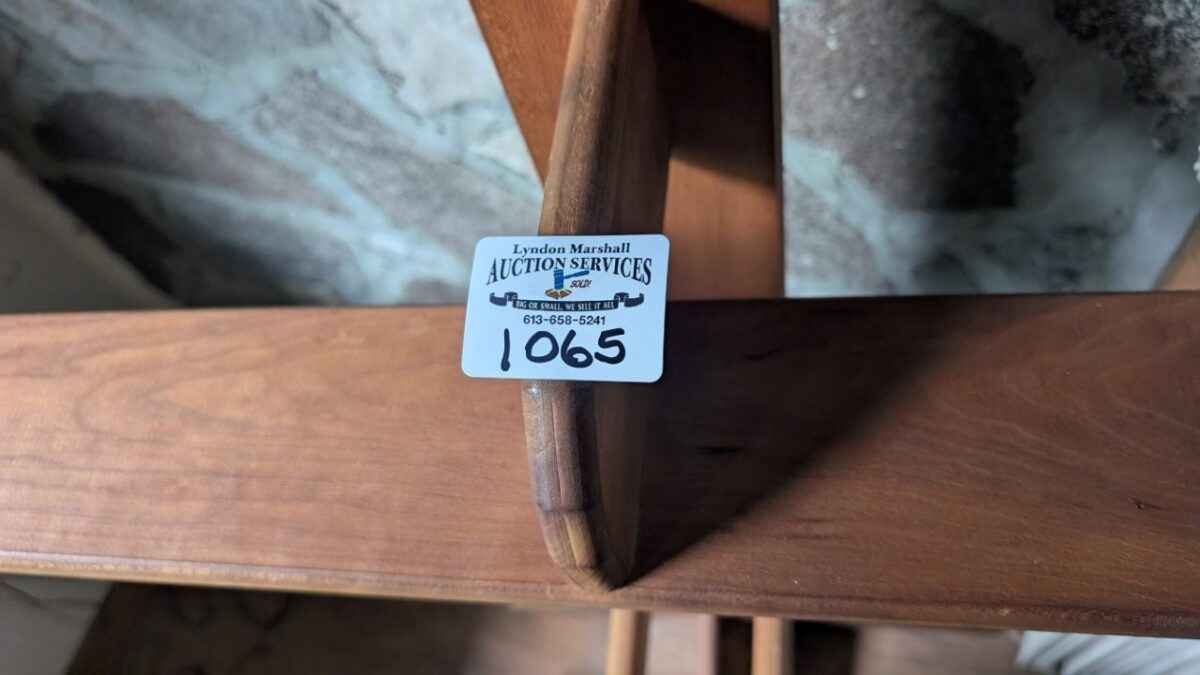 Lyndon Marshall
AUCTION SERVICES
SOLD!
BIG OR SMALL, WE SELL IT ALL
613-658-5241
1065